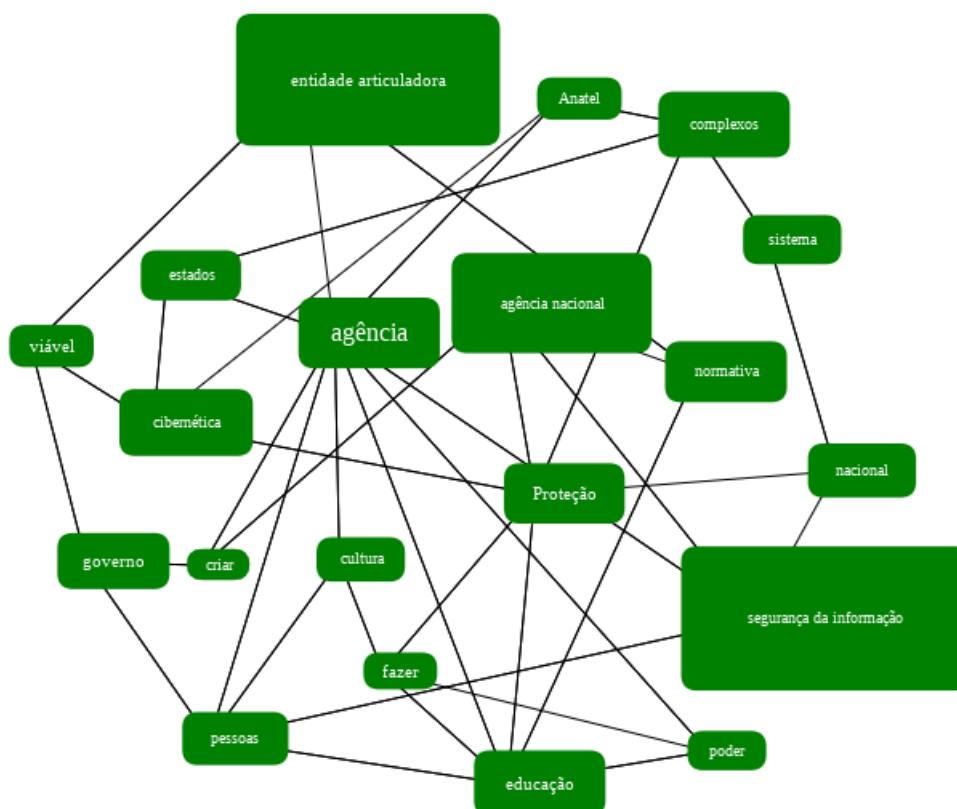 entidade articuladora
Anatel
complexos
sistema
estados
agência nacional
agência
viável
normativa
cibernética
nacional
Proteção
cultura
governo
criar
segurança da informação
fazer
pessoas
poder
educação